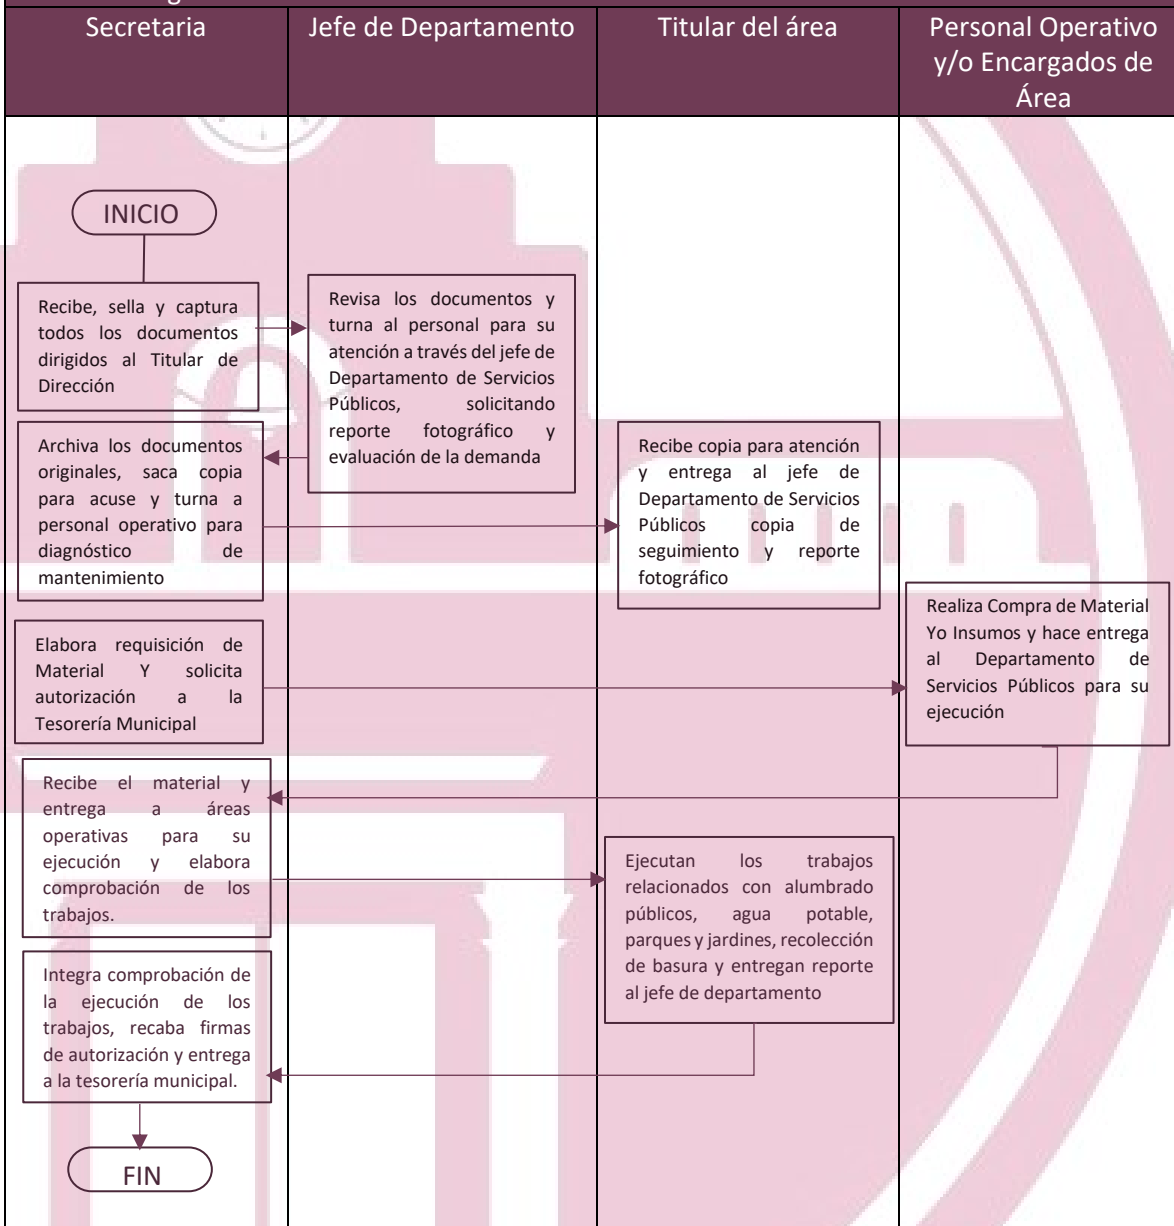 Secretaria
Jefe de Departamento
Titular del área
Personal Operativo
y/o Encargados de
Área
INICIO
Recibe, sella y captura
todos los documentos
dirigidos al Titular de
Dirección
Revisa los documentos y
turna al personal para su
atención a través del jefe de
Departamento de Servicios
Públicos, solicitando
reporte fotográfico y
evaluación de la demanda
Archiva los documentos
originales, saca copia
para acuse y turna a
personal operativo para
diagnóstico de
mantenimiento
Recibe copia para atención
y entrega al jefe de
Departamento de Servicios
Públicos copia de
seguimiento y reporte
fotográfico
Elabora requisición de
Material Y solicita
autorización a la
Tesorería Municipal
Realiza Compra de Material
Yo Insumos y hace entrega
al Departamento de
Servicios Públicos para su
ejecución
Recibe el material y
entrega a áreas
operativas para su
ejecución y elabora
comprobación de los
trabajos.
Ejecutan los trabajos
relacionados con alumbrado
públicos, agua potable,
parques y jardines, recolección
de basura y entregan reporte
al jefe de departamento
Integra comprobación de
la ejecución de los
trabajos, recaba firmas
de autorización y entrega
a la tesorería municipal.
FIN